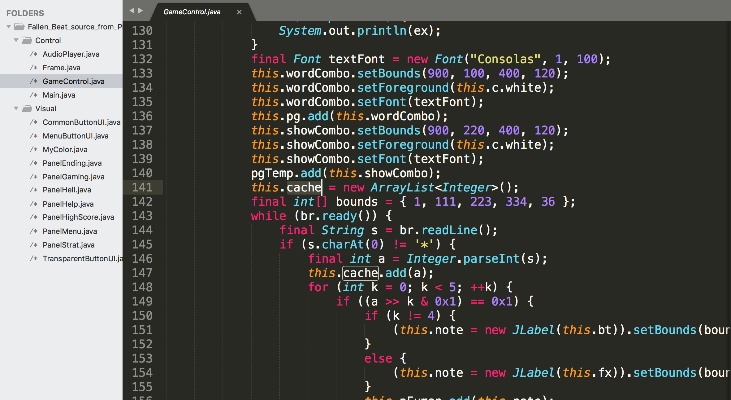 FOLDERS
Fallen_Beat_source_from_P
Control
AudioPlayer.java
Frame.java
GameControl.java
Main.java
Visual
CommonButtonUI.java
MenuButtonUI.java
MyColor.java
PanelEnding.java
PanelGaming.java
PanelHell.java
PanelHelp.java
PanelHighScore.java
PanelMenu.java
PanelStrat.java
TransparentButtonUI.ja
GameControl.java ×
130 System.out.println(ex);
131 }
132 final Font textFont = new Font("Consolas", 1, 100);
133 this.wordCombo.setBounds(900, 100, 400, 120);
134 this.wordCombo.setForeground(this.c.white);
135 this.wordCombo.setFont(textFont);
136 this.pg.add(this.wordCombo);
137 this.showCombo.setBounds(900, 220, 400, 120);
138 this.showCombo.setForeground(this.c.white);
139 this.showCombo.setFont(textFont);
140 pgTemp.add(this.showCombo);
141 this.cache = new ArrayList<Integer>();
142 final int[] bounds = { 1, 111, 223, 334, 36 };
143 while (br.ready()) {
144 final String s = br.readLine();
145 if (s.charAt(0) != '*') {
146 final int a = Integer.parseInt(s);
147 this.cache.add(a);
148 for (int k = 0; k < 5; ++k) {
149 if ((a >> k & 0x1) == 0x1) {
150 if (k != 4) {
151 (this.note = new JLabel(this.bt)).setBounds(boun
152 }
153 else {
154 (this.note = new JLabel(this.fx)).setBounds(boun
155 }